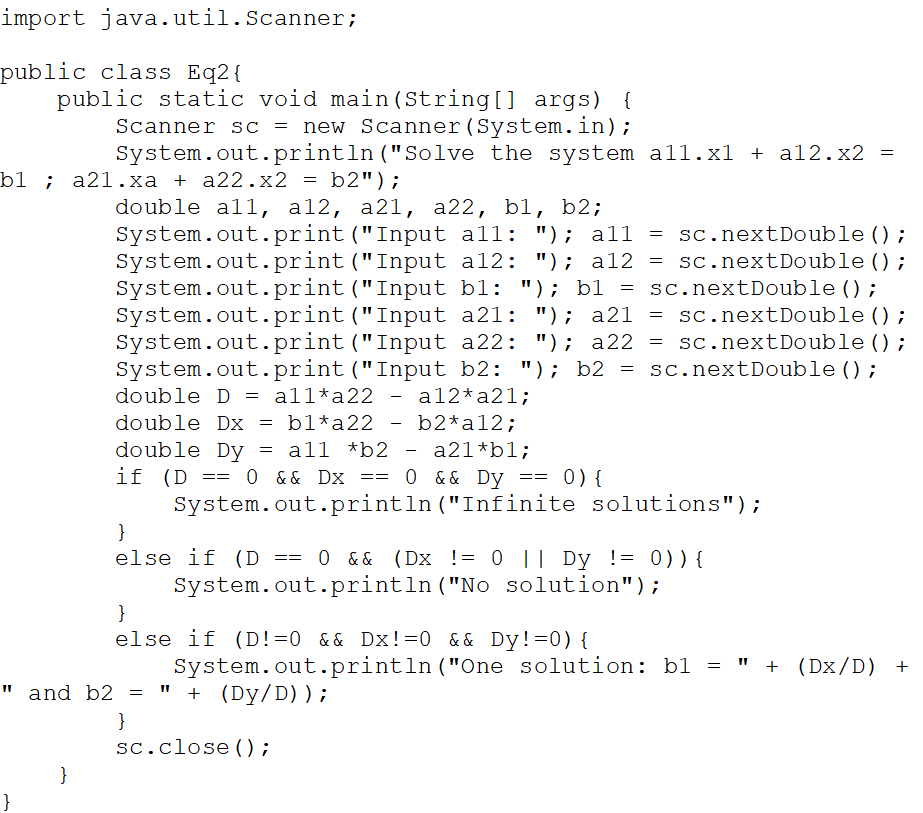 import java.util.Scanner;

public class Eq2{
    public static void main(String[] args) {
        Scanner sc = new Scanner(System.in);
        System.out.println("Solve the system a11.x1 + a12.x2 =
b1 ; a21.xa + a22.x2 = b2");
        double a11, a12, a21, a22, b1, b2;
        System.out.print("Input a11: "); a11 = sc.nextDouble();
        System.out.print("Input a12: "); a12 = sc.nextDouble();
        System.out.print("Input b1: "); b1 = sc.nextDouble();
        System.out.print("Input a21: "); a21 = sc.nextDouble();
        System.out.print("Input a22: "); a22 = sc.nextDouble();
        System.out.print("Input b2: "); b2 = sc.nextDouble();
        double D = a11*a22 - a12*a21;
        double Dx = b1*a22 - b2*a12;
        double Dy = a11 *b2 - a21*b1;
        if (D == 0 && Dx == 0 && Dy == 0){
            System.out.println("Infinite solutions");
        }
        else if (D == 0 && (Dx != 0 || Dy != 0)){
            System.out.println("No solution");
        }
        else if (D!=0 && Dx!=0 && Dy!=0){
            System.out.println("One solution: b1 = " + (Dx/D) +
" and b2 = " + (Dy/D));
        }
        sc.close();
    }
}